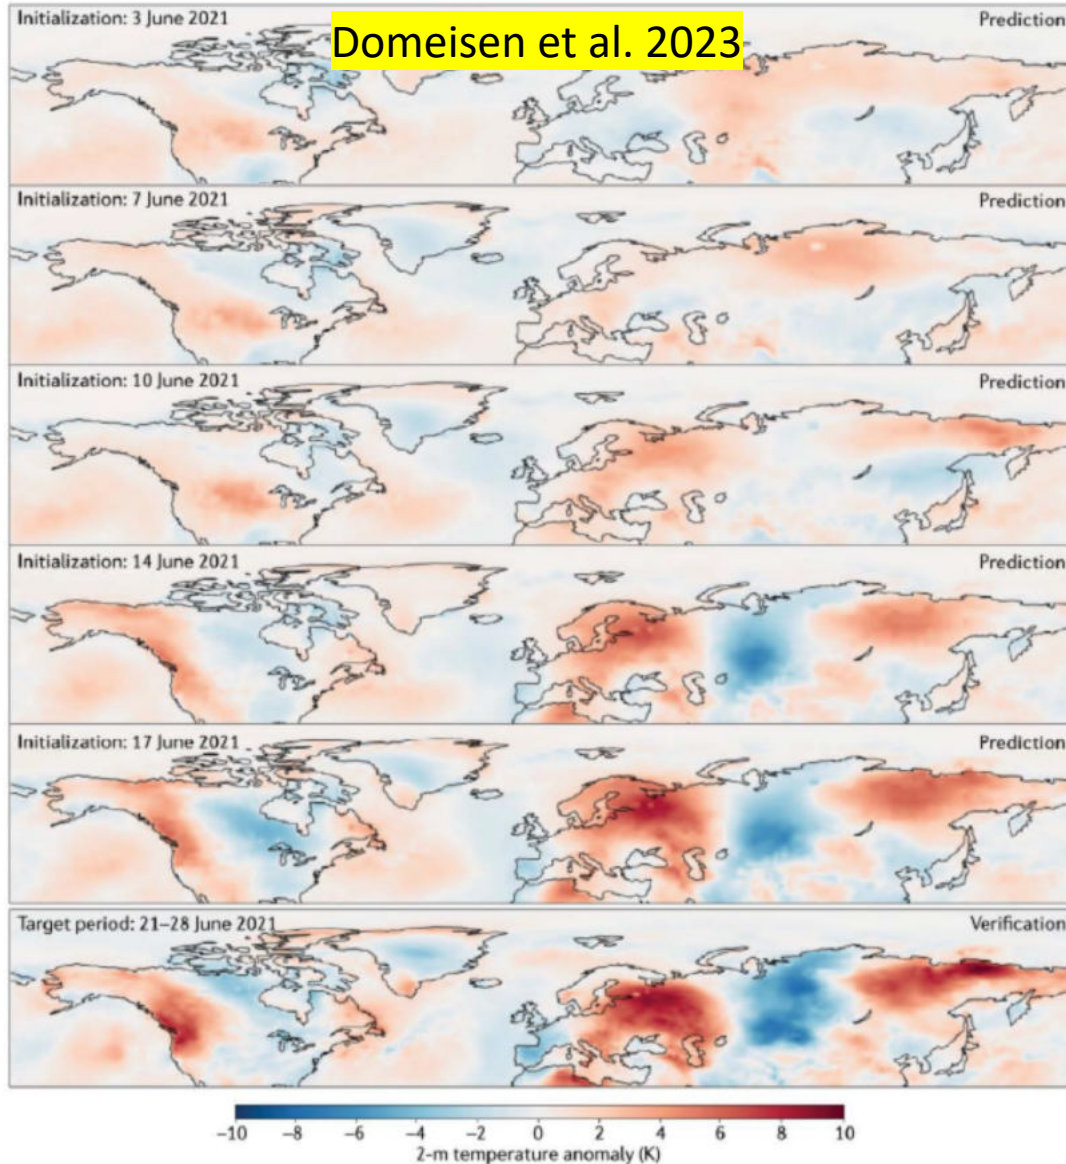 Initialization: 3 June 2021
Domeisen et al. 2023
Prediction
Initialization: 7 June 2021
Prediction
Initialization: 10 June 2021
Prediction
Initialization: 14 June 2021
Prediction
Initialization: 17 June 2021
Prediction
Target period: 21–28 June 2021
Verification
−10 −8 −6 −4 −2 0 2 4 6 8 10
2-m temperature anomaly (K)